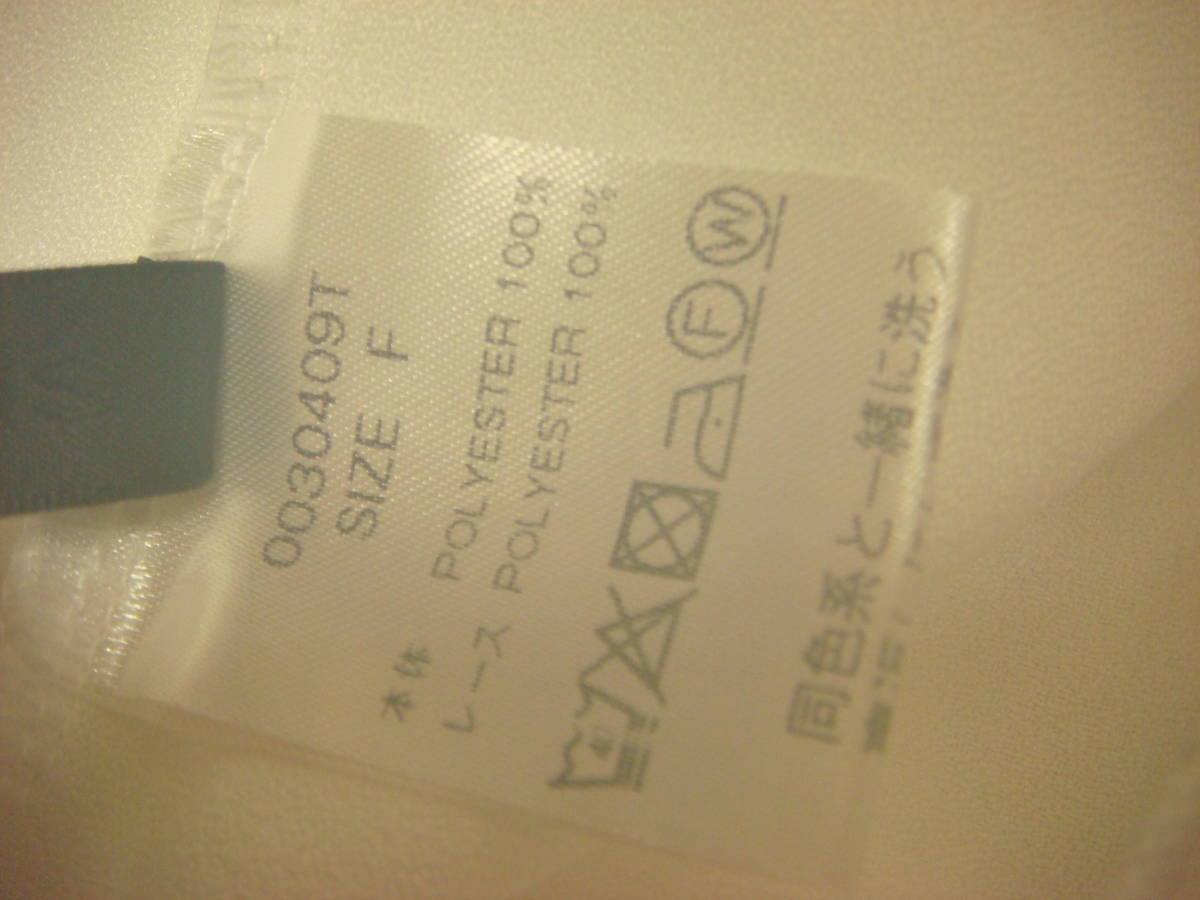 0030409T
SIZE F
本体 POLYESTER 100%
レース POLYESTER 100%
F W
同色系と一緒に洗う